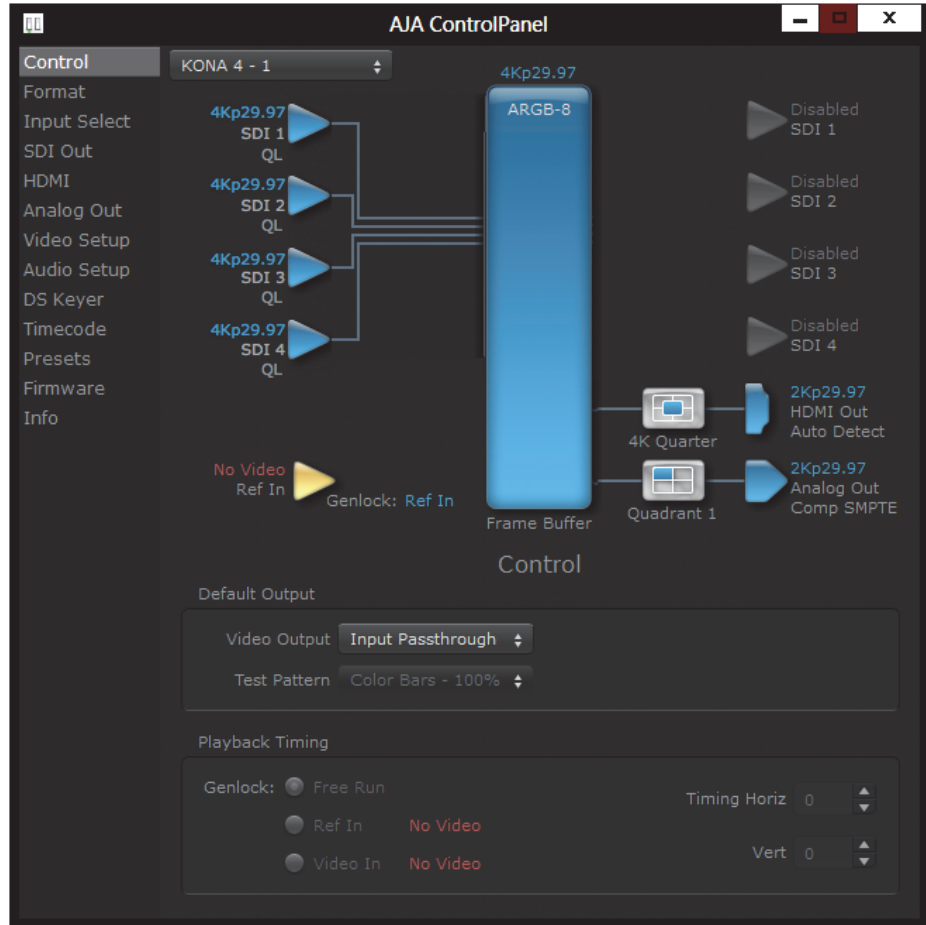 AJA ControlPanel
Control
Format
Input Select
SDI Out
HDMI
Analog Out
Video Setup
Audio Setup
DS Keyer
Timecode
Presets
Firmware
Info
KONA 4 - 1
4Kp29.97
ARGB-8
4Kp29.97
SDI 1
QL
4Kp29.97
SDI 2
QL
4Kp29.97
SDI 3
QL
4Kp29.97
SDI 4
QL
No Video
Ref In
Genlock: Ref In
Frame Buffer
Disabled
SDI 1
Disabled
SDI 2
Disabled
SDI 3
Disabled
SDI 4
4K Quarter
2Kp29.97
HDMI Out
Auto Detect
Quadrant 1
2Kp29.97
Analog Out
Comp SMPTE
Control
Default Output
Video Output Input Passthrough
Test Pattern Color Bars - 100%
Playback Timing
Genlock: Free Run
Ref In No Video
Video In No Video
Timing Horiz 0
Vert 0